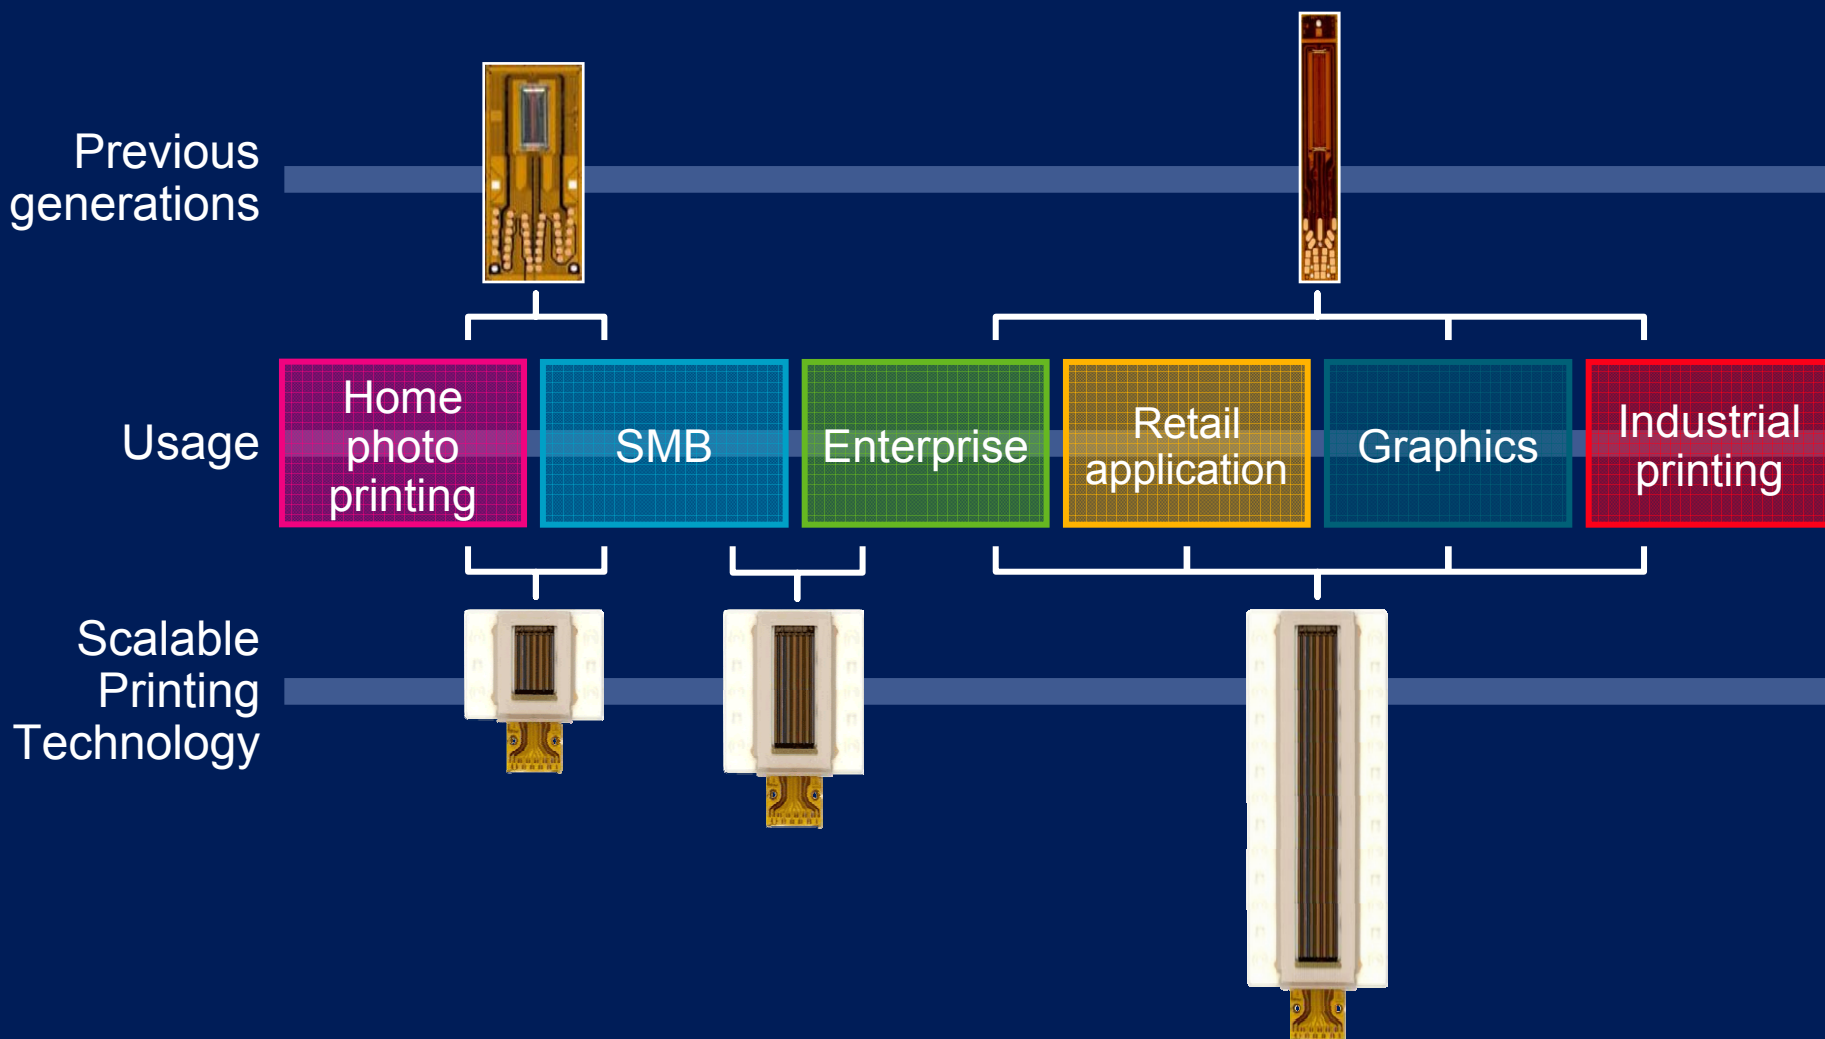 Previous
generations
Usage
Home
photo
printing
SMB
Enterprise
Retail
application
Graphics
Industrial
printing
Scalable
Printing
Technology